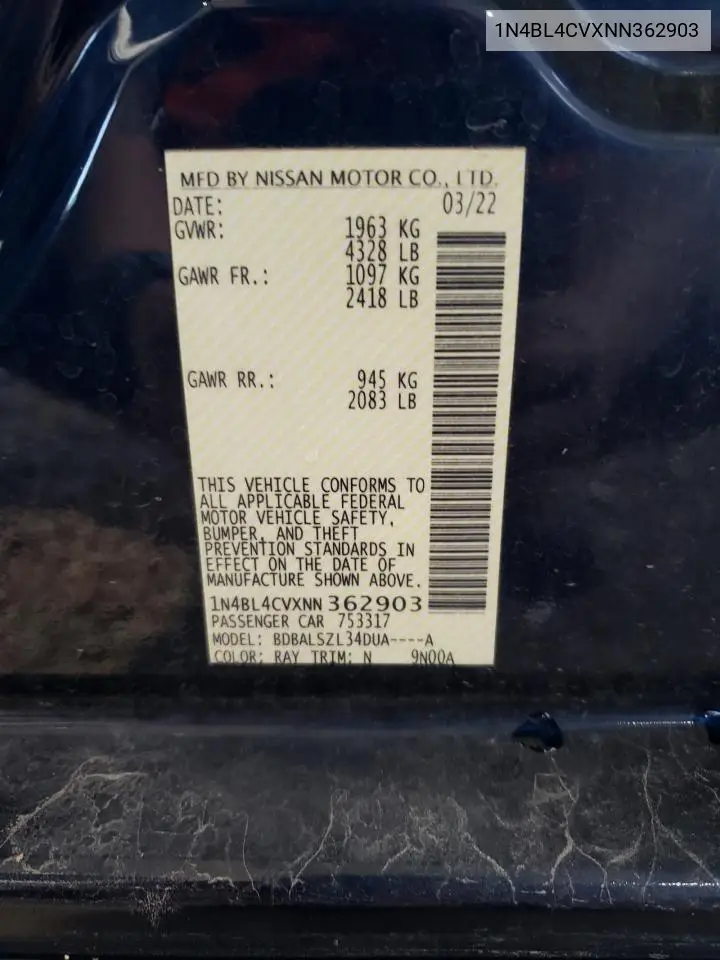 1N4BL4CVXNN362903
MFD BY NISSAN MOTOR CO., LTD.
DATE: 03/22
GVWR: 1963 KG
4328 LB
GAWR FR.: 1097 KG
2418 LB
GAWR RR.: 945 KG
2083 LB
THIS VEHICLE CONFORMS TO
ALL APPLICABLE FEDERAL
MOTOR VEHICLE SAFETY,
BUMPER, AND THEFT
PREVENTION STANDARDS IN
EFFECT ON THE DATE OF
MANUFACTURE SHOWN ABOVE.
1N4BL4CVXNN 362903
PASSENGER CAR 753317
MODEL: BDBALSZL34DUA----A
COLOR: RAY TRIM: N 9N00A